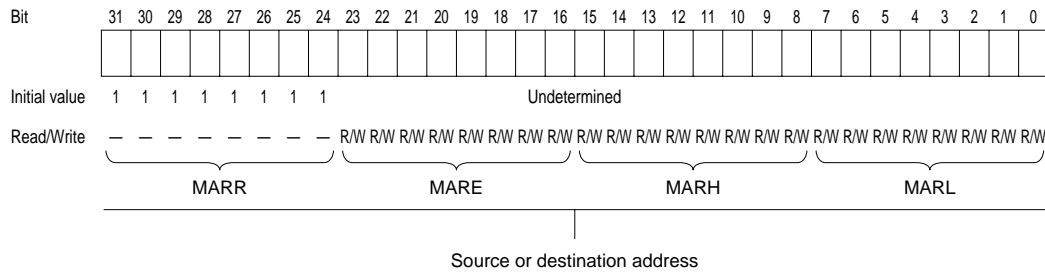 Bit 31 30 29 28 27 26 25 24 23 22 21 20 19 18 17 16 15 14 13 12 11 10 9 8 7 6 5 4 3 2 1 0
Initial value 1 1 1 1 1 1 1 1 Undetermined
Read/Write — — — — — — — — R/W R/W R/W R/W R/W R/W R/W R/W R/W R/W R/W R/W R/W R/W R/W R/W R/W R/W R/W R/W R/W R/W R/W R/W
MARR MARE MARH MARL
Source or destination address